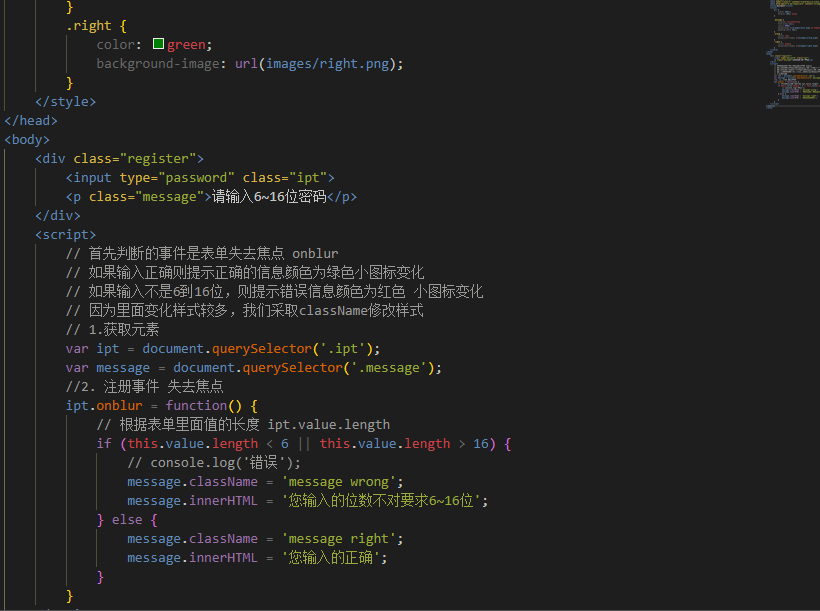 }
.right {
color: green;
background-image: url(images/right.png);
}
</style>
</head>
<body>
<div class="register">
<input type="password" class="ipt">
<p class="message">请输入6~16位密码</p>
</div>
<script>
// 首先判断的事件是表单失去焦点 onblur
// 如果输入正确则提示正确的信息颜色为绿色小图标变化
// 如果输入不是6到16位，则提示错误信息颜色为红色 小图标变化
// 因为里面变化样式较多，我们采取className修改样式
// 1.获取元素
var ipt = document.querySelector('.ipt');
var message = document.querySelector('.message');
//2. 注册事件 失去焦点
ipt.onblur = function() {
// 根据表单里面值的长度 ipt.value.length
if (this.value.length < 6 || this.value.length > 16) {
// console.log('错误');
message.className = 'message wrong';
message.innerHTML = '您输入的位数不对要求6~16位';
} else {
message.className = 'message right';
message.innerHTML = '您输入的正确';
}
}